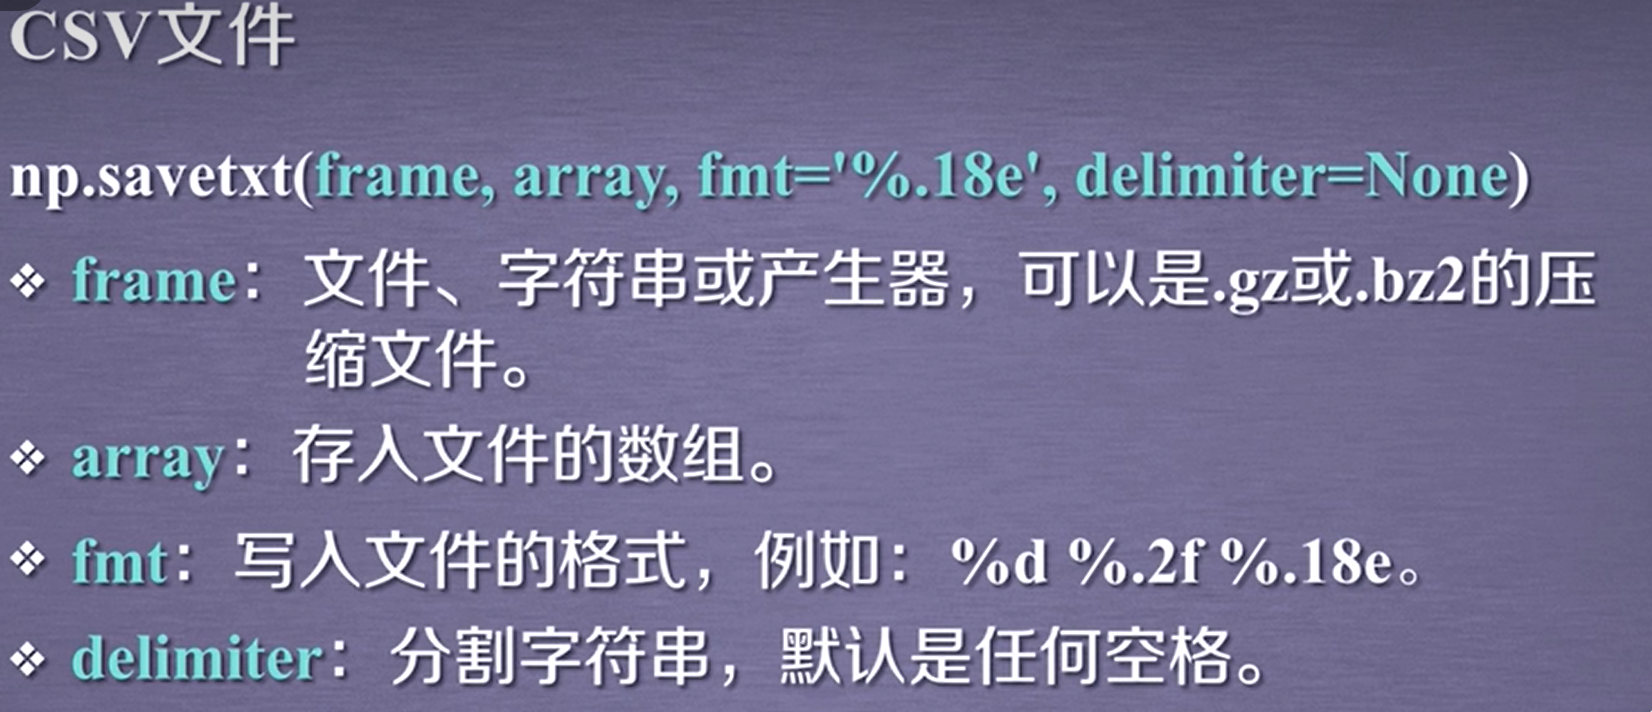 CSV文件
np.savetxt(frame, array, fmt='%.18e', delimiter=None)
❖ frame：文件、字符串或产生器，可以是.gz或.bz2的压
缩文件。
❖ array：存入文件的数组。
❖ fmt：写入文件的格式，例如：%d %.2f %.18e。
❖ delimiter：分割字符串，默认是任何空格。